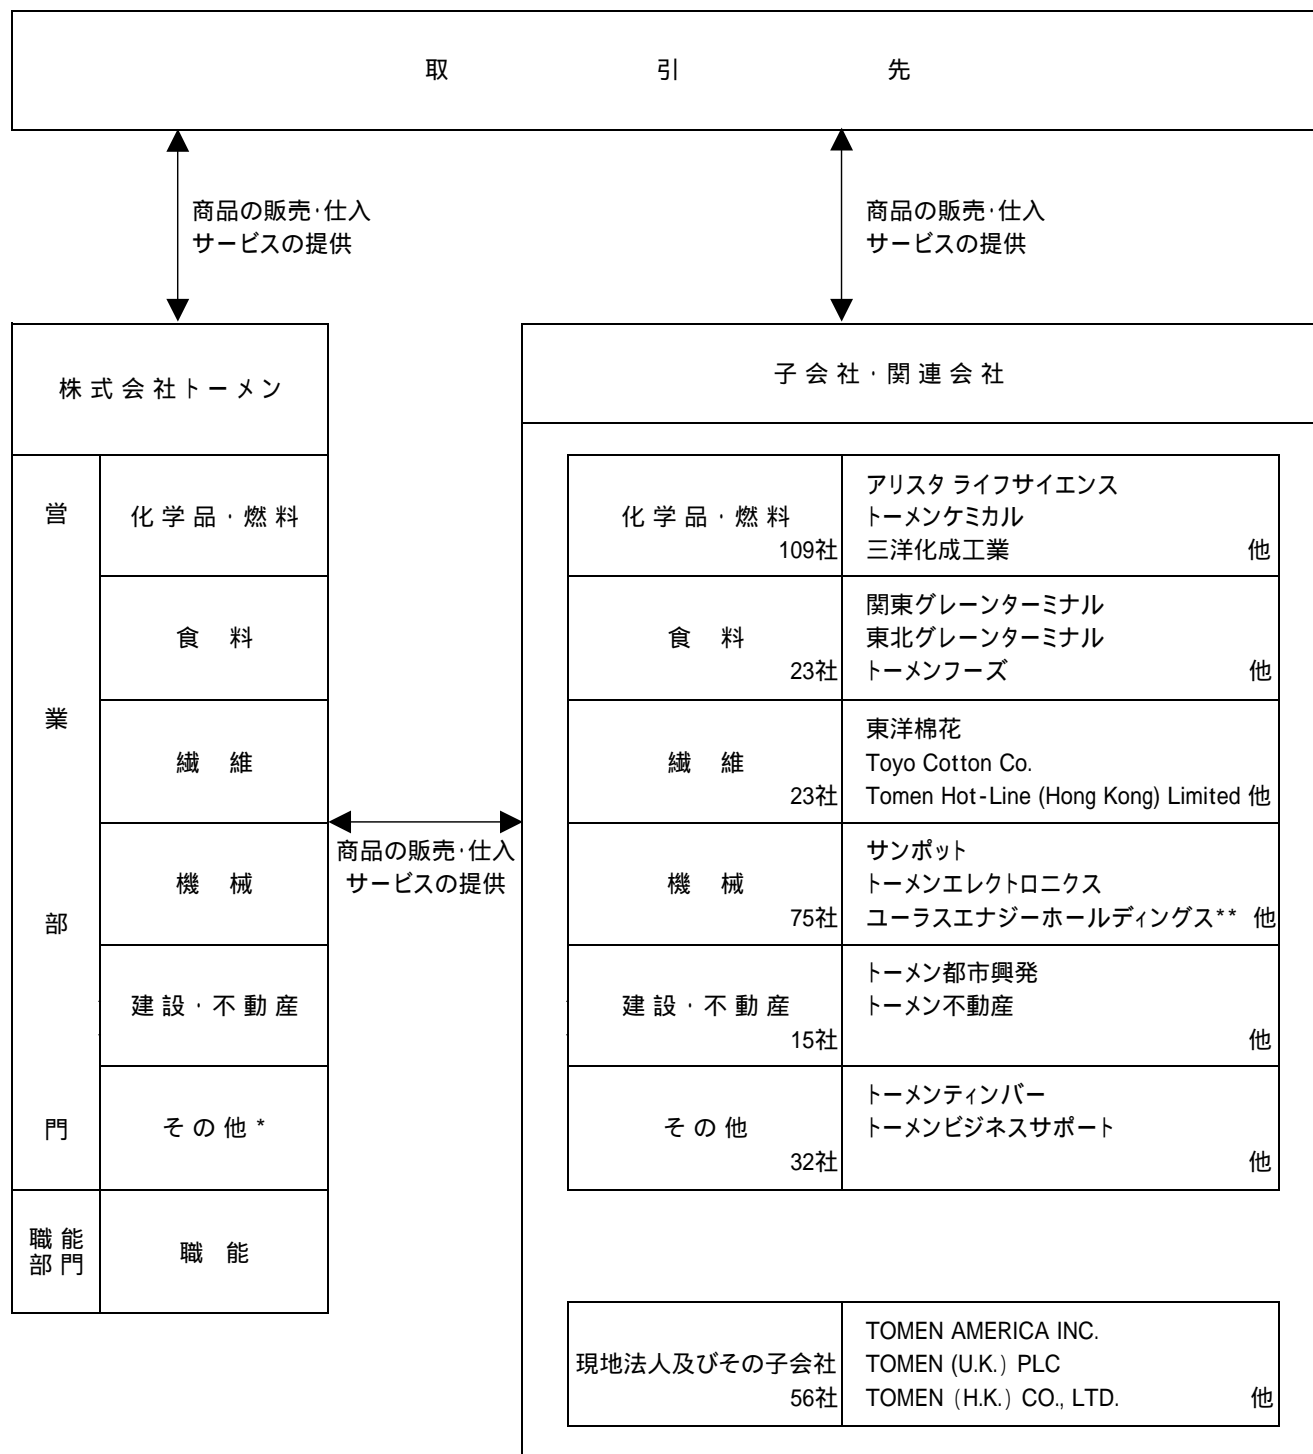 取引先
商品の販売・仕入
サービスの提供
商品の販売・仕入
サービスの提供
株式会社トーメン
営業部門
化学品・燃料
食料
繊維
機械
建設・不動産
その他*
職能
部門
職能
商品の販売・仕入
サービスの提供
子会社・関連会社
化学品・燃料
109社
アリスタ ライフサイエンス
トーメンケミカル
三洋化成工業 他
食料
23社
関東グレーンターミナル
東北グレーンターミナル
トーメンフーズ 他
繊維
23社
東洋棉花
Toyo Cotton Co.
Tomen Hot-Line (Hong Kong) Limited 他
機械
75社
サンポット
トーメンエレクトロニクス
ユーラスエナジーホールディングス** 他
建設・不動産
15社
トーメン都市興発
トーメン不動産
他
その他
32社
トーメンティンバー
トーメンビジネスサポート
他
現地法人及びその子会社
56社
TOMEN AMERICA INC.
TOMEN (U.K.) PLC
TOMEN (H.K.) CO., LTD. 他